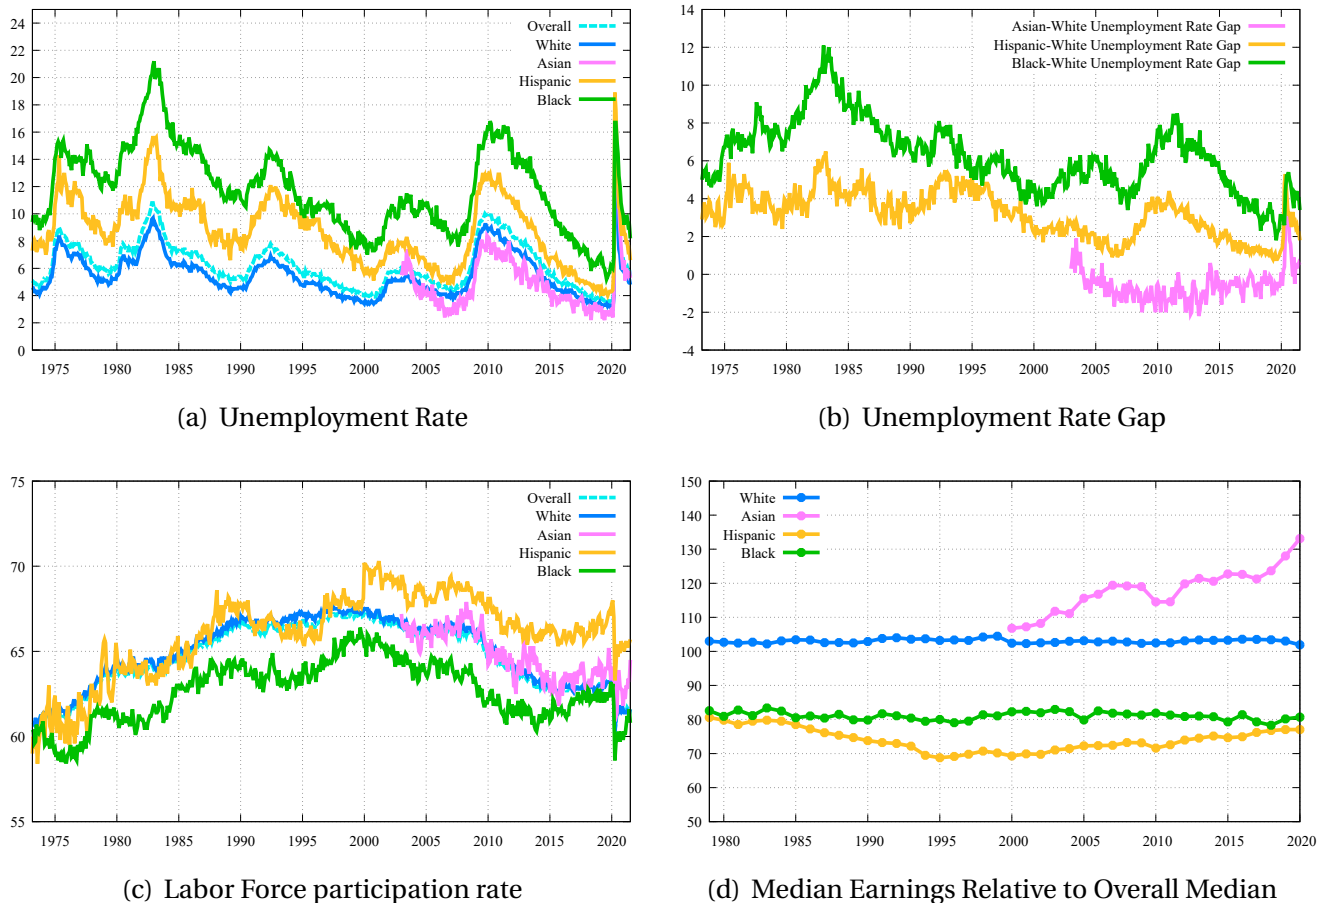 24
22
20
18
16
14
12
10
8
6
4
2
0
1975 1980 1985 1990 1995 2000 2005 2010 2015 2020
Overall
White
Asian
Hispanic
Black
(a) Unemployment Rate
14
12
10
8
6
4
2
0
-2
-4
1975 1980 1985 1990 1995 2000 2005 2010 2015 2020
Asian-White Unemployment Rate Gap
Hispanic-White Unemployment Rate Gap
Black-White Unemployment Rate Gap
(b) Unemployment Rate Gap
75
70
65
60
55
1975 1980 1985 1990 1995 2000 2005 2010 2015 2020
Overall
White
Asian
Hispanic
Black
(c) Labor Force participation rate
150
140
130
120
110
100
90
80
70
60
50
1980 1985 1990 1995 2000 2005 2010 2015 2020
White
Asian
Hispanic
Black
(d) Median Earnings Relative to Overall Median